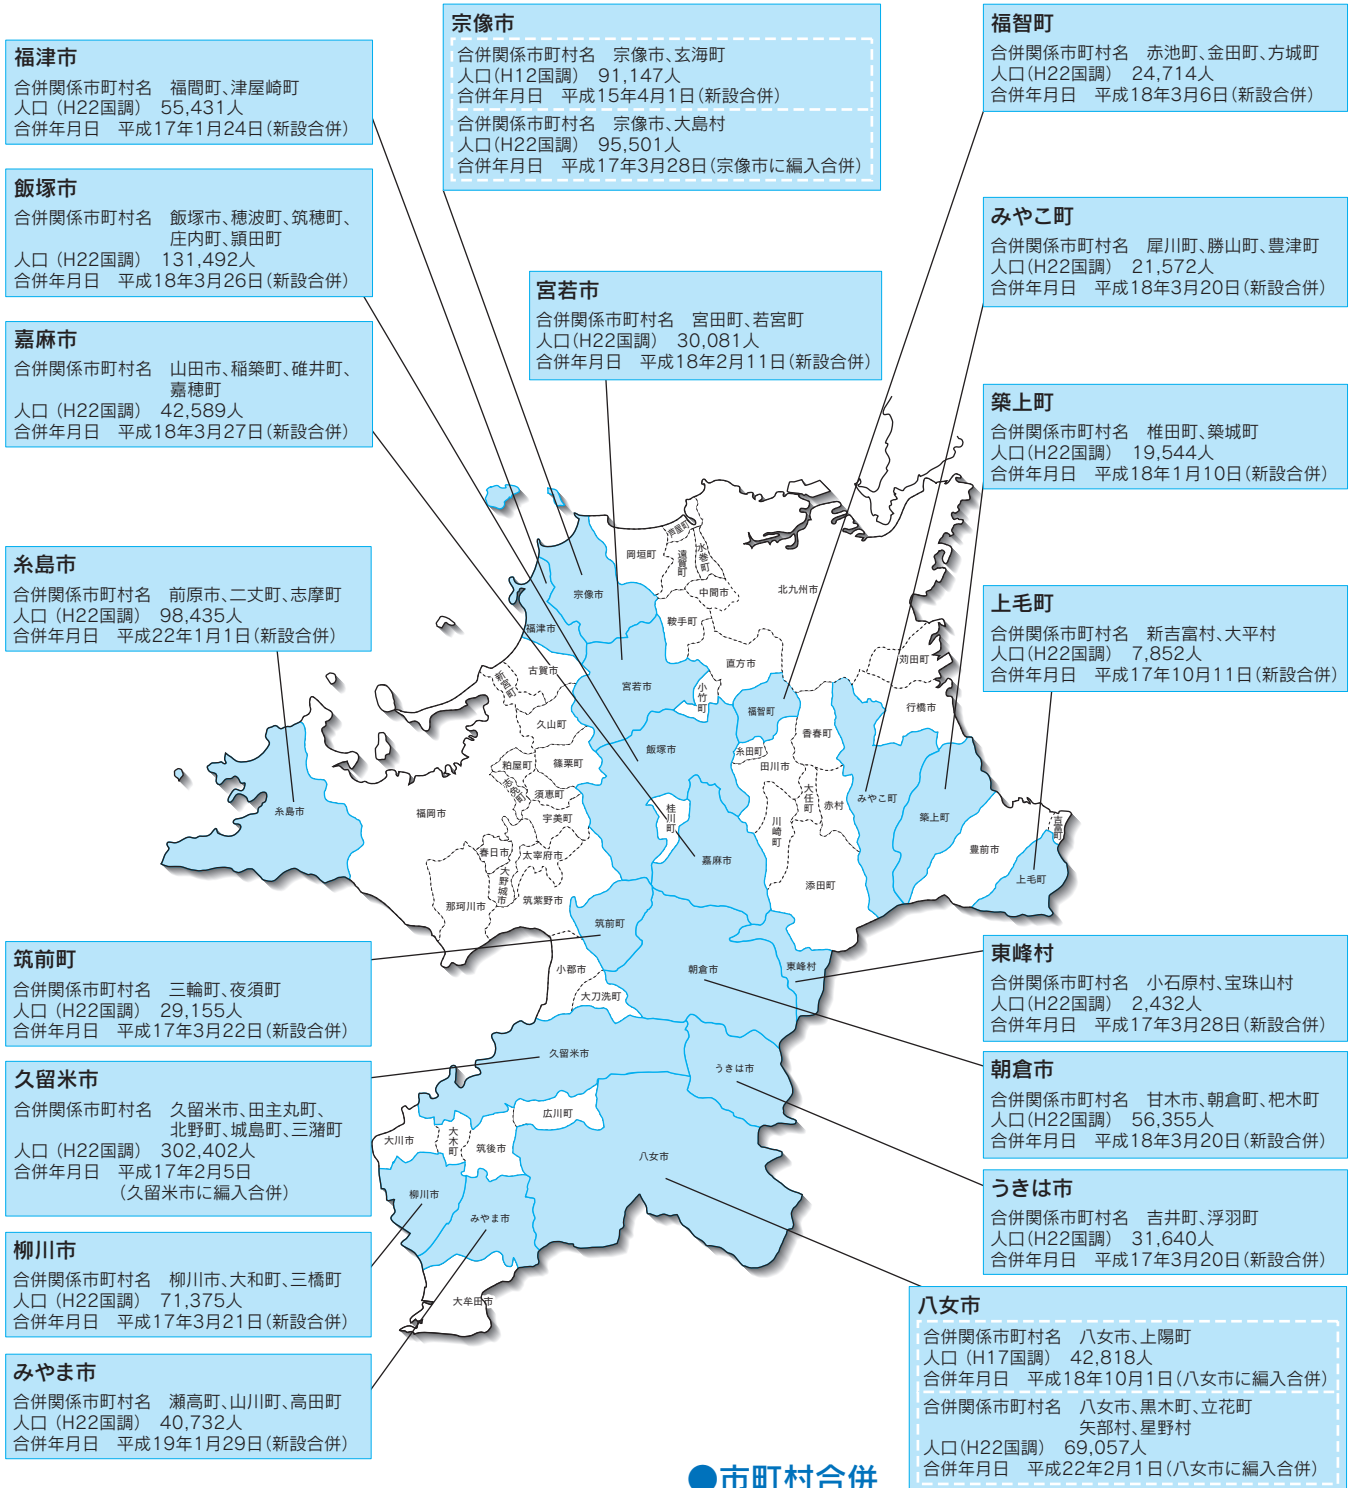 福津市
合併関係市町村名　福間町、津屋崎町
人口（H22国調）　55,431人
合併年月日　平成17年1月24日（新設合併）
飯塚市
合併関係市町村名　飯塚市、穂波町、筑穂町、
庄内町、頴田町
人口（H22国調）　131,492人
合併年月日　平成18年3月26日（新設合併）
嘉麻市
合併関係市町村名　山田市、稲築町、碓井町、
嘉穂町
人口（H22国調）　42,589人
合併年月日　平成18年3月27日（新設合併）
糸島市
合併関係市町村名　前原市、二丈町、志摩町
人口（H22国調）　98,435人
合併年月日　平成22年1月1日（新設合併）
筑前町
合併関係市町村名　三輪町、夜須町
人口（H22国調）　29,155人
合併年月日　平成17年3月22日（新設合併）
久留米市
合併関係市町村名　久留米市、田主丸町、
北野町、城島町、三潴町
人口（H22国調）　302,402人
合併年月日　平成17年2月5日
（久留米市に編入合併）
柳川市
合併関係市町村名　柳川市、大和町、三橋町
人口（H22国調）　71,375人
合併年月日　平成17年3月21日（新設合併）
みやま市
合併関係市町村名　瀬高町、山川町、高田町
人口（H22国調）　40,732人
合併年月日　平成19年1月29日（新設合併）
宗像市
合併関係市町村名　宗像市、玄海町
人口（H12国調）　91,147人
合併年月日　平成15年4月1日（新設合併）
合併関係市町村名　宗像市、大島村
人口（H22国調）　95,501人
合併年月日　平成17年3月28日（宗像市に編入合併）
宮若市
合併関係市町村名　宮田町、若宮町
人口（H22国調）　30,081人
合併年月日　平成18年2月11日（新設合併）
福智町
合併関係市町村名　赤池町、金田町、方城町
人口（H22国調）　24,714人
合併年月日　平成18年3月6日（新設合併）
みやこ町
合併関係市町村名　犀川町、勝山町、豊津町
人口（H22国調）　21,572人
合併年月日　平成18年3月20日（新設合併）
築上町
合併関係市町村名　椎田町、築城町
人口（H22国調）　19,544人
合併年月日　平成18年1月10日（新設合併）
上毛町
合併関係市町村名　新吉富村、大平村
人口（H22国調）　7,852人
合併年月日　平成17年10月11日（新設合併）
東峰村
合併関係市町村名　小石原村、宝珠山村
人口（H22国調）　2,432人
合併年月日　平成17年3月28日（新設合併）
朝倉市
合併関係市町村名　甘木市、朝倉町、杷木町
人口（H22国調）　56,355人
合併年月日　平成18年3月20日（新設合併）
うきは市
合併関係市町村名　吉井町、浮羽町
人口（H22国調）　31,640人
合併年月日　平成17年3月20日（新設合併）
八女市
合併関係市町村名　八女市、上陽町
人口（H17国調）　42,818人
合併年月日　平成18年10月1日（八女市に編入合併）
合併関係市町村名　八女市、黒木町、立花町
矢部村、星野村
人口（H22国調）　69,057人
合併年月日　平成22年2月1日（八女市に編入合併）
芦屋町
岡垣町
遠賀町
水巻町
中間市
北九州市
宗像市
福津市
鞍手町
直方市
苅田町
古賀市
新宮町
宮若市
小竹町
福智町
行橋市
香春町
久山町
飯塚市
糸田町
田川市
粕屋町
篠栗町
志免町
須恵町
宇美町
大任町
赤村
みやこ町
築上町
吉富町
豊前市
上毛町
糸島市
福岡市
桂川町
川崎町
嘉麻市
春日市
太宰府市
大野城市
添田町
那珂川市
筑紫野市
筑前町
小郡市
朝倉市
東峰村
大刀洗町
久留米市
うきは市
広川町
大川市
大木町
筑後市
八女市
柳川市
みやま市
大牟田市
●市町村合併